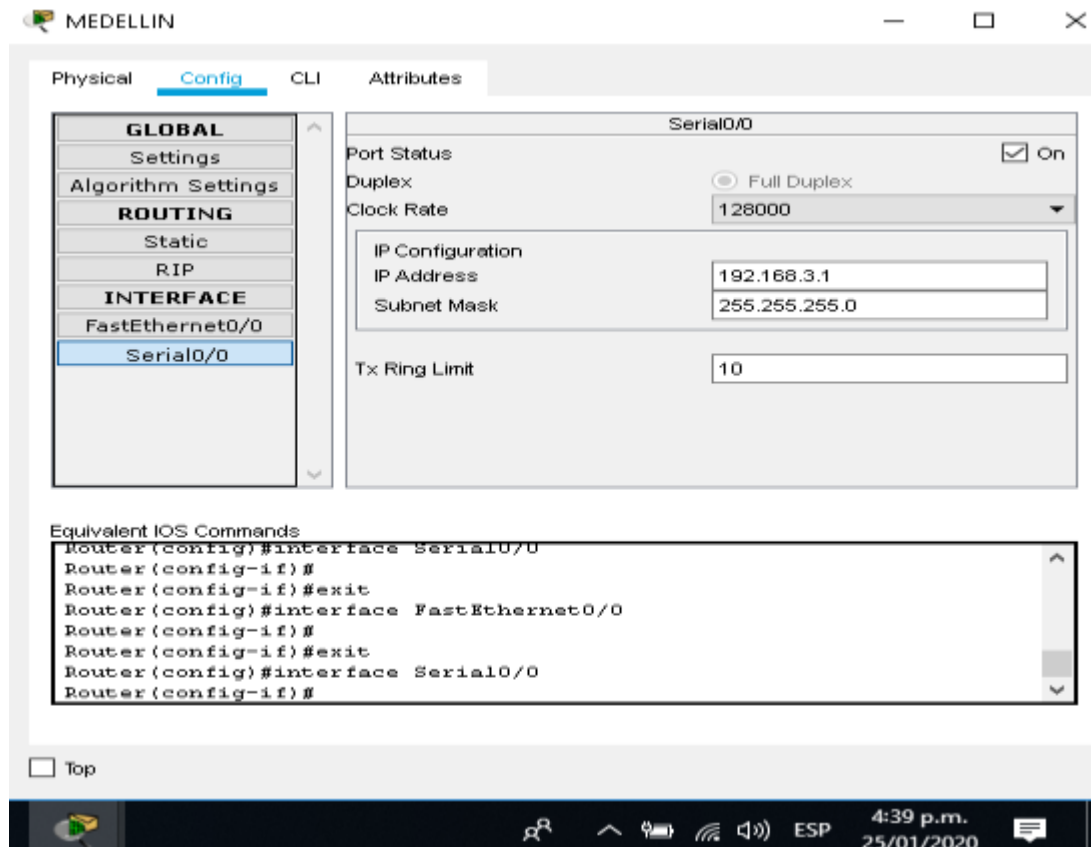 MEDELLIN
Physical Config CLI Attributes
GLOBAL
Settings
Algorithm Settings
ROUTING
Static
RIP
INTERFACE
FastEthernet0/0
Serial0/0
Serial0/0
Port Status On
Duplex Full Duplex
Clock Rate 128000
IP Configuration
IP Address 192.168.3.1
Subnet Mask 255.255.255.0
Tx Ring Limit 10
Equivalent IOS Commands
Router(config)#interface Serial0/0
Router(config-if)#
Router(config-if)#exit
Router(config)#interface FastEthernet0/0
Router(config-if)#
Router(config-if)#exit
Router(config)#interface Serial0/0
Router(config-if)#
Top
ESP 4:39 p.m.
25/01/2020